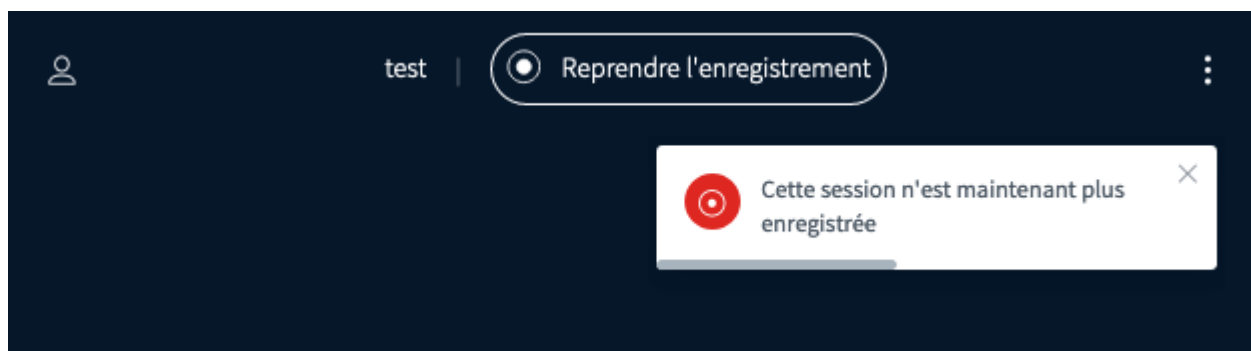 test | Reprendre l'enregistrement
Cette session n'est maintenant plus
enregistrée